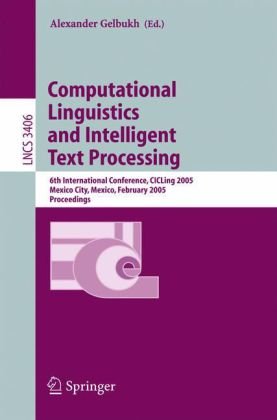 Alexander Gelbukh (Ed.)
LNCS 3406
Computational
Linguistics
and Intelligent
Text Processing
6th International Conference, CICLing 2005
Mexico City, Mexico, February 2005
Proceedings
Springer